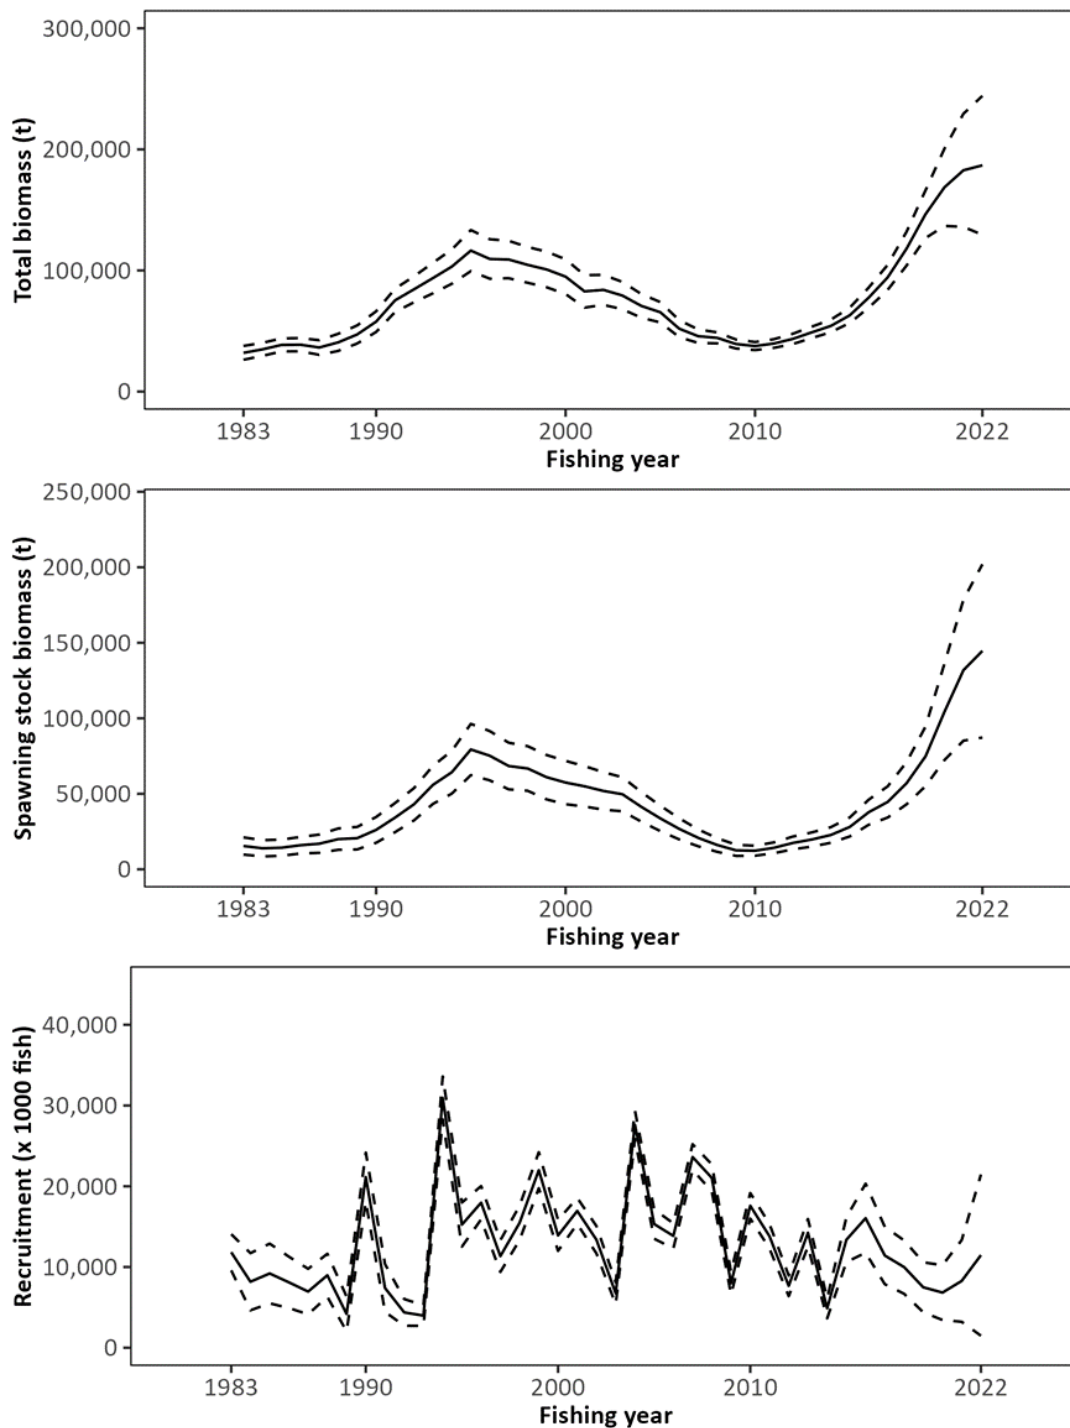 Total biomass (t)
300,000
200,000
100,000
0
1983 1990 2000 2010 2022
Fishing year
Spawning stock biomass (t)
250,000
200,000
150,000
100,000
50,000
0
1983 1990 2000 2010 2022
Fishing year
Recruitment (x 1000 fish)
40,000
30,000
20,000
10,000
0
1983 1990 2000 2010 2022
Fishing year